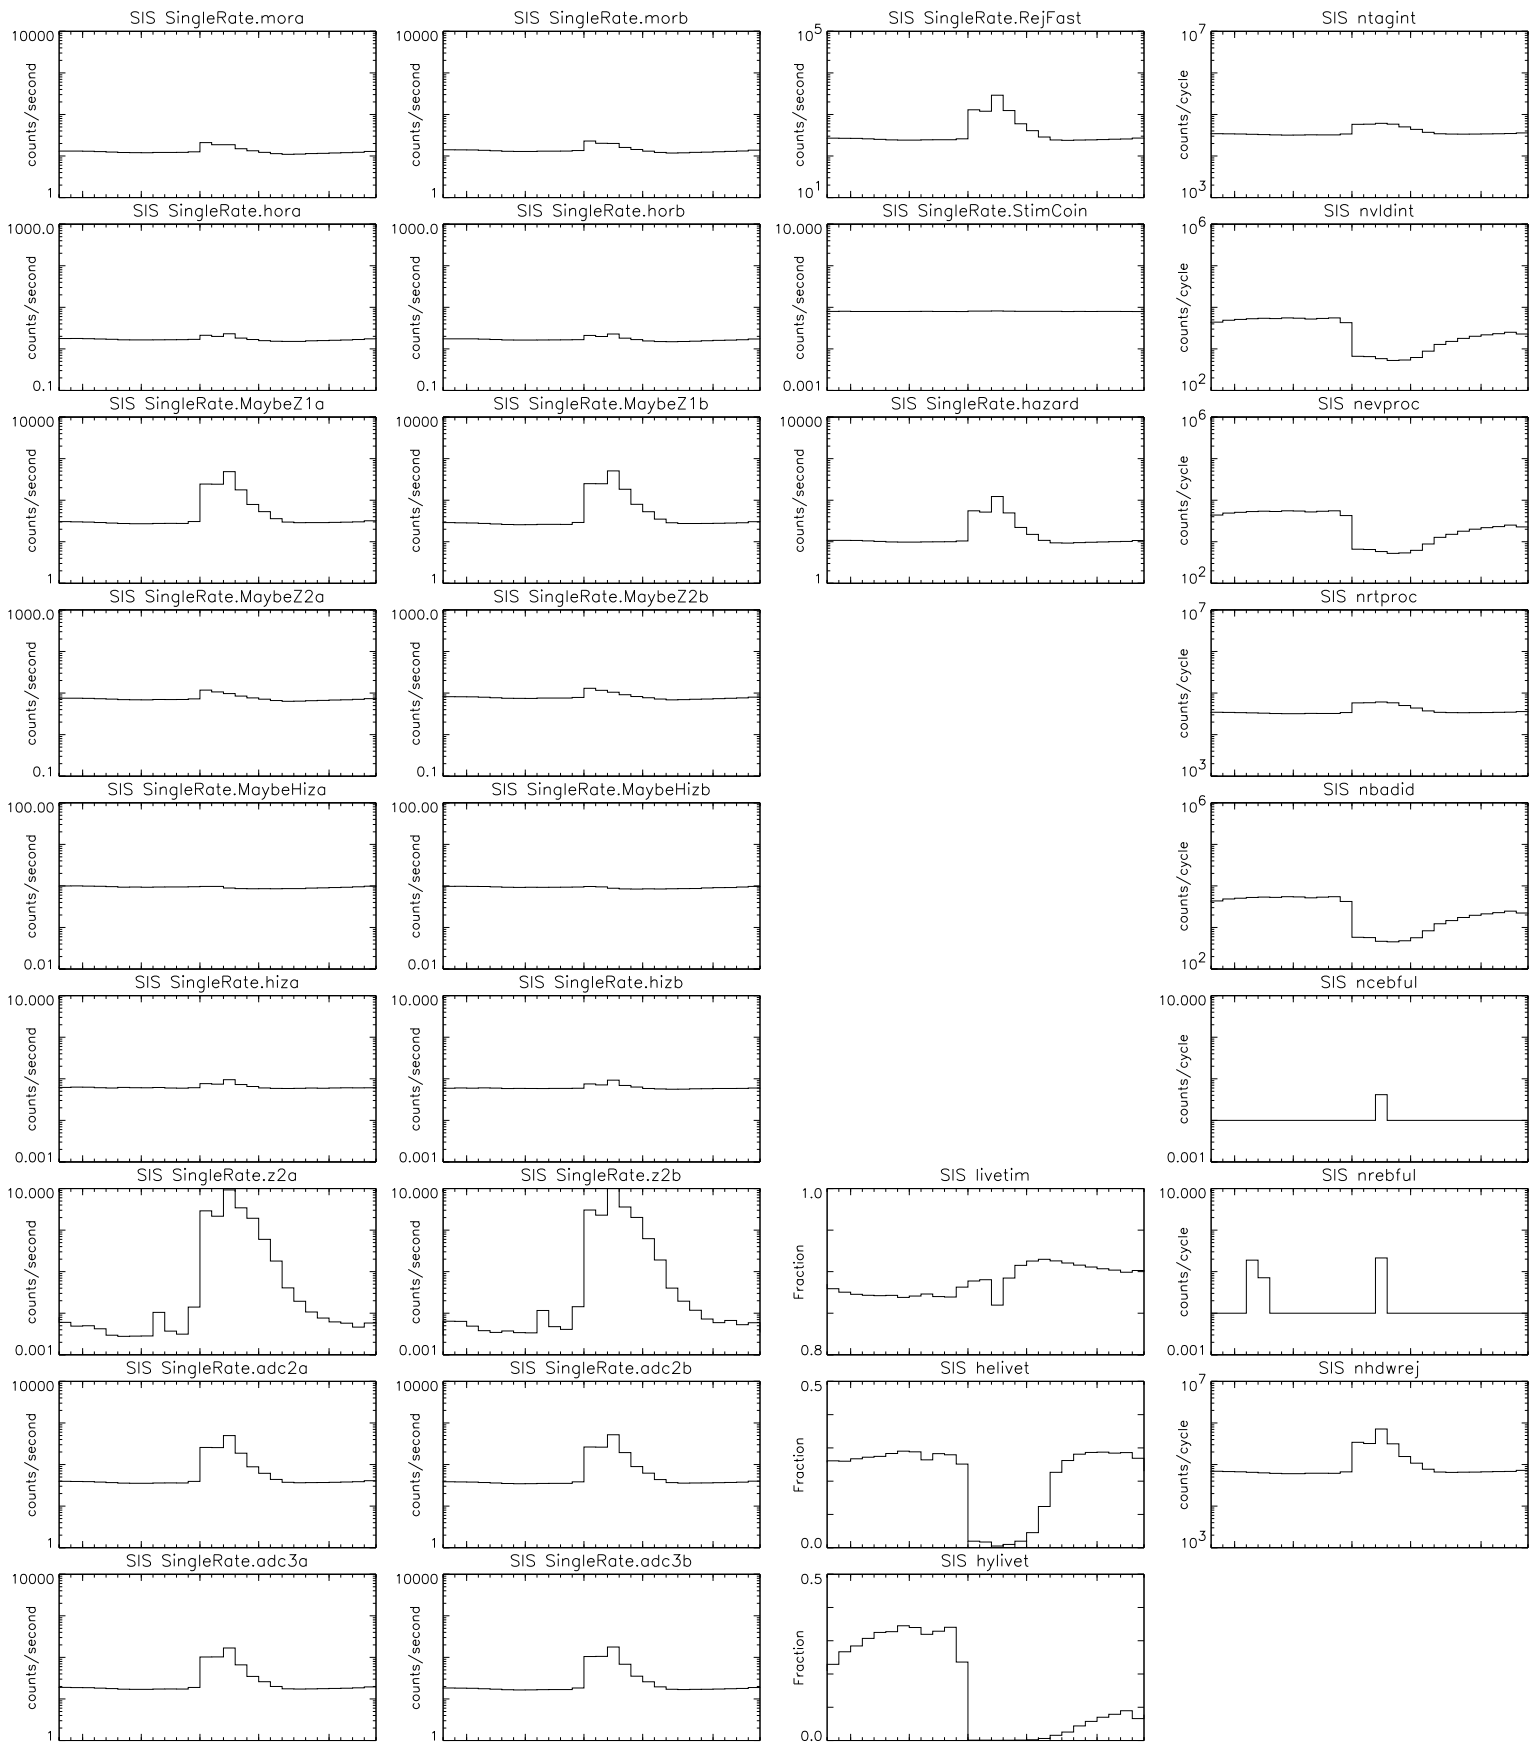 SIS SingleRate.mora
10000
counts/second
1
SIS SingleRate.morb
10000
counts/second
1
SIS SingleRate.RejFast
10^5
counts/second
10^1
SIS ntagint
10^7
counts/cycle
10^3
SIS SingleRate.hora
1000.0
counts/second
0.1
SIS SingleRate.horb
1000.0
counts/second
0.1
SIS SingleRate.StimCoin
10.000
counts/second
0.001
SIS nvldint
10^6
counts/cycle
10^2
SIS SingleRate.MaybeZ1a
10000
counts/second
1
SIS SingleRate.MaybeZ1b
10000
counts/second
1
SIS SingleRate.hazard
10000
counts/second
1
SIS nevproc
10^6
counts/cycle
10^2
SIS SingleRate.MaybeZ2a
1000.0
counts/second
0.1
SIS SingleRate.MaybeZ2b
1000.0
counts/second
0.1
SIS nrtproc
10^7
counts/cycle
10^3
SIS SingleRate.MaybeHiza
100.00
counts/second
0.01
SIS SingleRate.MaybeHizb
100.00
counts/second
0.01
SIS nbadid
10^6
counts/cycle
10^2
SIS SingleRate.hiza
10.000
counts/second
0.001
SIS SingleRate.hizb
10.000
counts/second
0.001
SIS ncebful
10.000
counts/cycle
0.001
SIS SingleRate.z2a
10.000
counts/second
0.001
SIS SingleRate.z2b
10.000
counts/second
0.001
SIS livetim
1.0
Fraction
0.8
SIS nrebful
10.000
counts/cycle
0.001
SIS SingleRate.adc2a
10000
counts/second
1
SIS SingleRate.adc2b
10000
counts/second
1
SIS helivet
0.5
Fraction
0.0
SIS nhdwrej
10^7
counts/cycle
10^3
SIS SingleRate.adc3a
10000
counts/second
1
SIS SingleRate.adc3b
10000
counts/second
1
SIS hylivet
0.5
Fraction
0.0